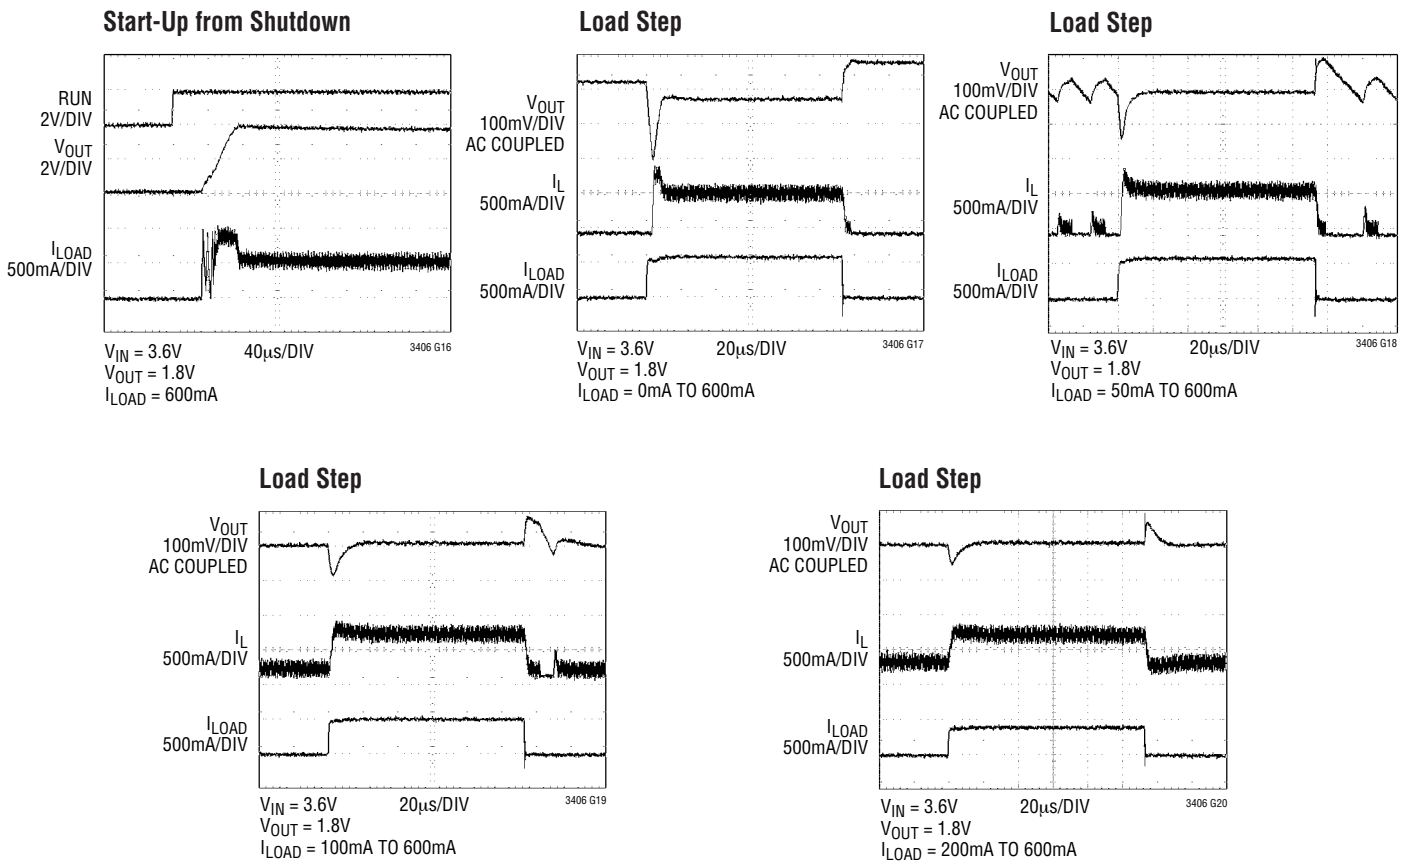 Start-Up from Shutdown
RUN
2V/DIV
VOUT
2V/DIV
ILOAD
500mA/DIV
VIN = 3.6V
VOUT = 1.8V
ILOAD = 600mA
40µs/DIV
3406 G16
Load Step
VOUT
100mV/DIV
AC COUPLED
IL
500mA/DIV
ILOAD
500mA/DIV
VIN = 3.6V
VOUT = 1.8V
ILOAD = 0mA TO 600mA
20µs/DIV
3406 G17
Load Step
VOUT
100mV/DIV
AC COUPLED
IL
500mA/DIV
ILOAD
500mA/DIV
VIN = 3.6V
VOUT = 1.8V
ILOAD = 50mA TO 600mA
20µs/DIV
3406 G18
Load Step
VOUT
100mV/DIV
AC COUPLED
IL
500mA/DIV
ILOAD
500mA/DIV
VIN = 3.6V
VOUT = 1.8V
ILOAD = 100mA TO 600mA
20µs/DIV
3406 G19
Load Step
VOUT
100mV/DIV
AC COUPLED
IL
500mA/DIV
ILOAD
500mA/DIV
VIN = 3.6V
VOUT = 1.8V
ILOAD = 200mA TO 600mA
20µs/DIV
3406 G20